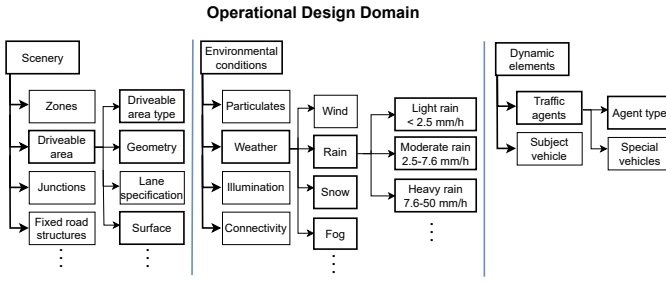 Operational Design Domain
Scenery
Zones
Driveable
area
Junctions
Fixed road
structures
Driveable
area type
Geometry
Lane
specification
Surface
Environmental
conditions
Particulates
Weather
Illumination
Connectivity
Wind
Rain
Snow
Fog
Light rain
< 2.5 mm/h
Moderate rain
2.5-7.6 mm/h
Heavy rain
7.6-50 mm/h
Dynamic
elements
Traffic
agents
Subject
vehicle
Agent type
Special
vehicles